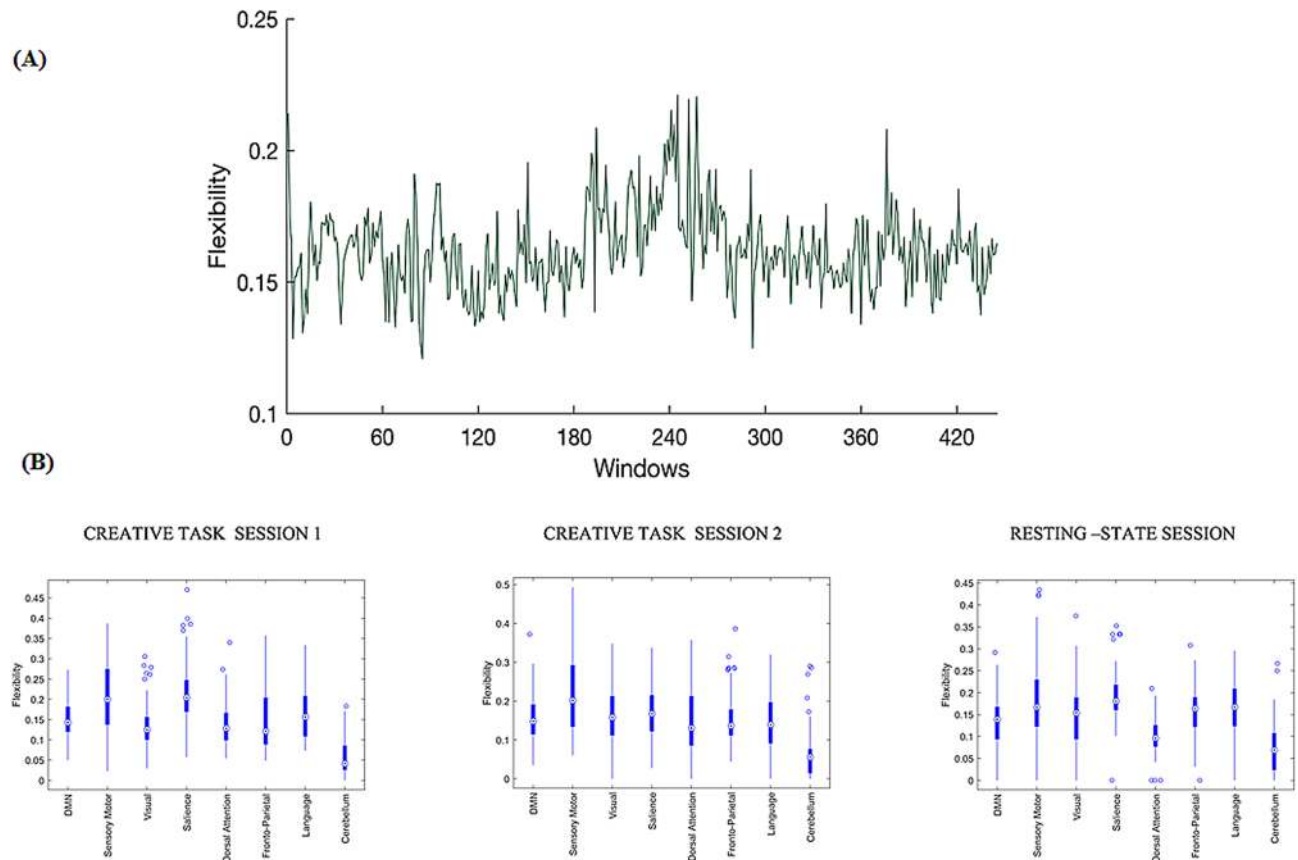 (A)
Flexibility
0.25
0.2
0.15
0.1
0 60 120 180 240 300 360 420
Windows
(B)
CREATIVE TASK SESSION 1
Flexibility
0.45
0.4
0.35
0.3
0.25
0.2
0.15
0.1
0.05
0
DMN
Sensory Motor
Visual
Salience
Dorsal Attention
Fronto-Parietal
Language
Cerebellum
CREATIVE TASK SESSION 2
Flexibility
0.5
0.4
0.3
0.2
0.1
0
DMN
Sensory Motor
Visual
Salience
Dorsal Attention
Fronto-Parietal
Language
Cerebellum
RESTING –STATE SESSION
Flexibility
0.45
0.4
0.35
0.3
0.25
0.2
0.15
0.1
0.05
0
DMN
Sensory Motor
Visual
Salience
Dorsal Attention
Fronto-Parietal
Language
Cerebellum